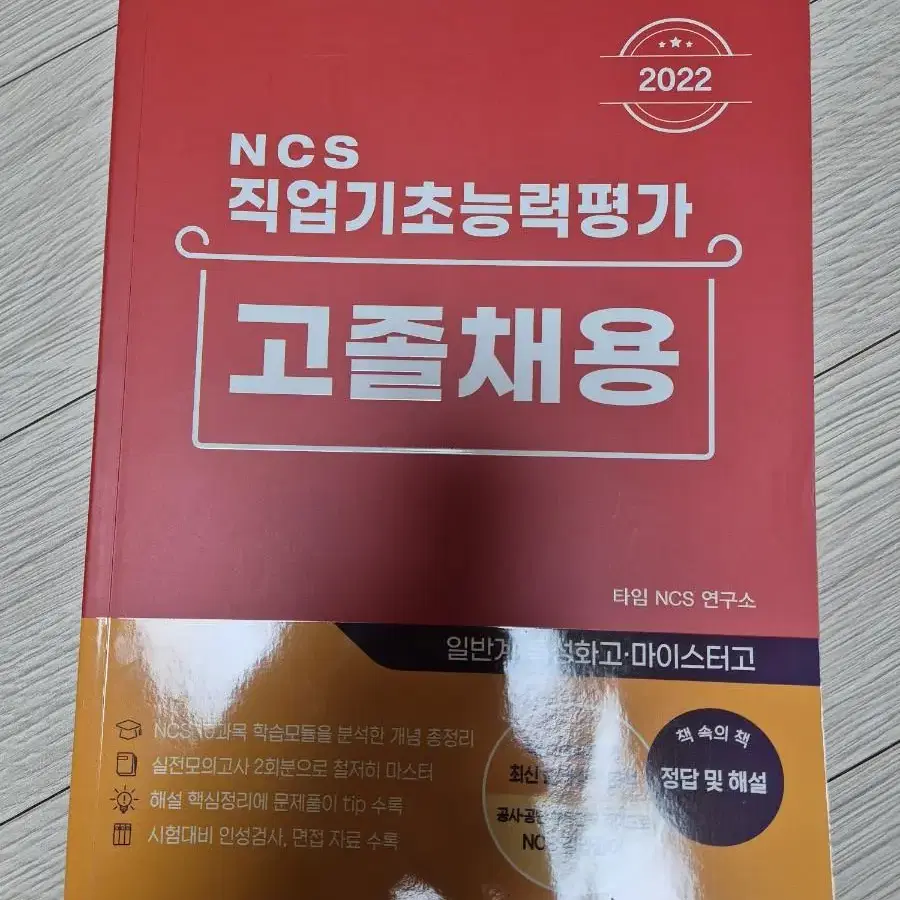 2022
NCS
직업기초능력평가
고졸채용
타임 NCS 연구소
일반계 마이스터고
NCS 10과목 학습모듈을 분석한 개념 총정리
실전모의고사 2회분으로 철저히 마스터
해설 핵심정리에 문제풀이 tip 수록
시험대비 인성검사, 면접 자료 수록
최신
NCS
책 속의 책
정답 및 해설